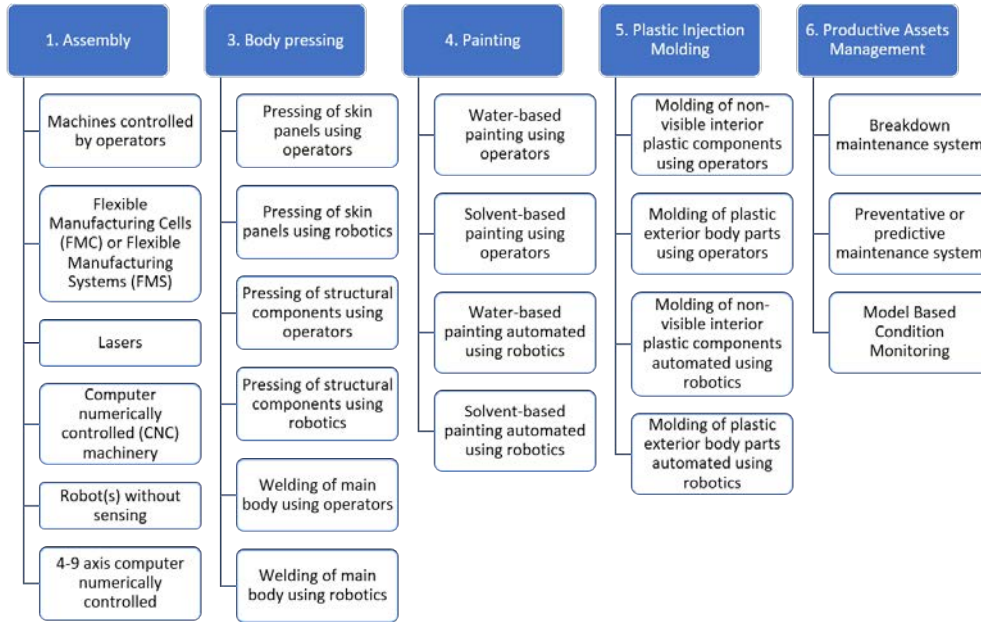 1. Assembly
Machines controlled
by operators
Flexible
Manufacturing Cells
(FMC) or Flexible
Manufacturing
Systems (FMS)
Lasers
Computer
numerically
controlled (CNC)
machinery
Robot(s) without
sensing
4-9 axis computer
numerically
controlled
3. Body pressing
Pressing of skin
panels using
operators
Pressing of skin
panels using robotics
Pressing of structural
components using
operators
Pressing of structural
components using
robotics
Welding of main
body using operators
Welding of main
body using robotics
4. Painting
Water-based
painting using
operators
Solvent-based
painting using
operators
Water-based
painting automated
using robotics
Solvent-based
painting automated
using robotics
5. Plastic Injection
Molding
Molding of non-
visible interior
plastic components
using operators
Molding of plastic
exterior body parts
using operators
Molding of non-
visible interior
plastic components
automated using
robotics
Molding of plastic
exterior body parts
automated using
robotics
6. Productive Assets
Management
Breakdown
maintenance system
Preventative or
predictive
maintenance system
Model Based
Condition
Monitoring